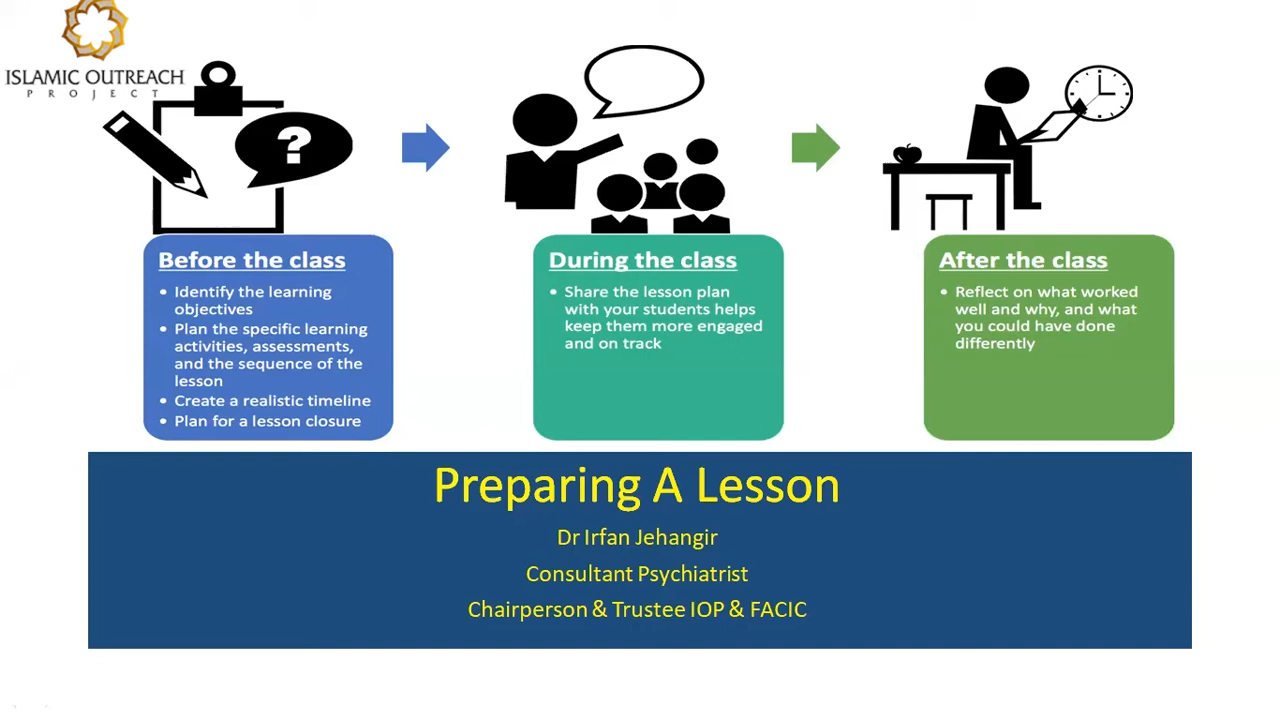 ISLAMIC OUTREACH
PROJECT
?
Before the class
• Identify the learning
objectives
• Plan the specific learning
activities, assessments,
and the sequence of the
lesson
• Create a realistic timeline
• Plan for a lesson closure
During the class
• Share the lesson plan
with your students helps
keep them more engaged
and on track
After the class
• Reflect on what worked
well and why, and what
you could have done
differently
Preparing A Lesson
Dr Irfan Jehangir
Consultant Psychiatrist
Chairperson & Trustee IOP & FACIC